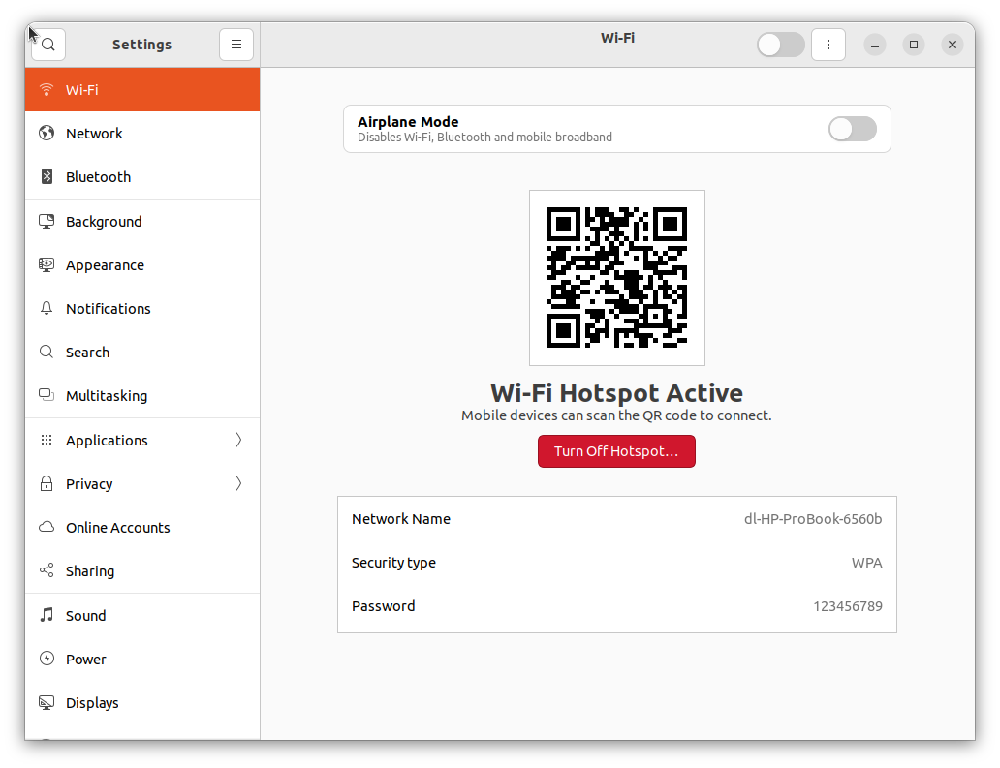 Settings
Wi-Fi
Wi-Fi
Network
Bluetooth
Background
Appearance
Notifications
Search
Multitasking
Applications
Privacy
Online Accounts
Sharing
Sound
Power
Displays
Airplane Mode
Disables Wi-Fi, Bluetooth and mobile broadband
Wi-Fi Hotspot Active
Mobile devices can scan the QR code to connect.
Turn Off Hotspot…
Network Name dl-HP-ProBook-6560b
Security type WPA
Password 123456789